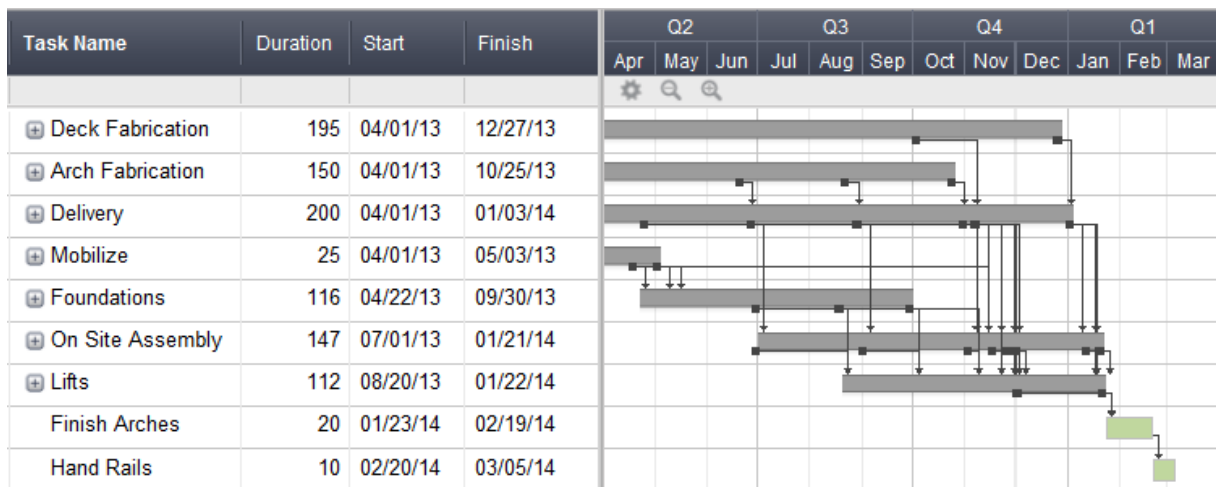 Task Name Duration Start Finish Q2 Q3 Q4 Q1
Apr May Jun Jul Aug Sep Oct Nov Dec Jan Feb Mar
Deck Fabrication 195 04/01/13 12/27/13
Arch Fabrication 150 04/01/13 10/25/13
Delivery 200 04/01/13 01/03/14
Mobilize 25 04/01/13 05/03/13
Foundations 116 04/22/13 09/30/13
On Site Assembly 147 07/01/13 01/21/14
Lifts 112 08/20/13 01/22/14
Finish Arches 20 01/23/14 02/19/14
Hand Rails 10 02/20/14 03/05/14